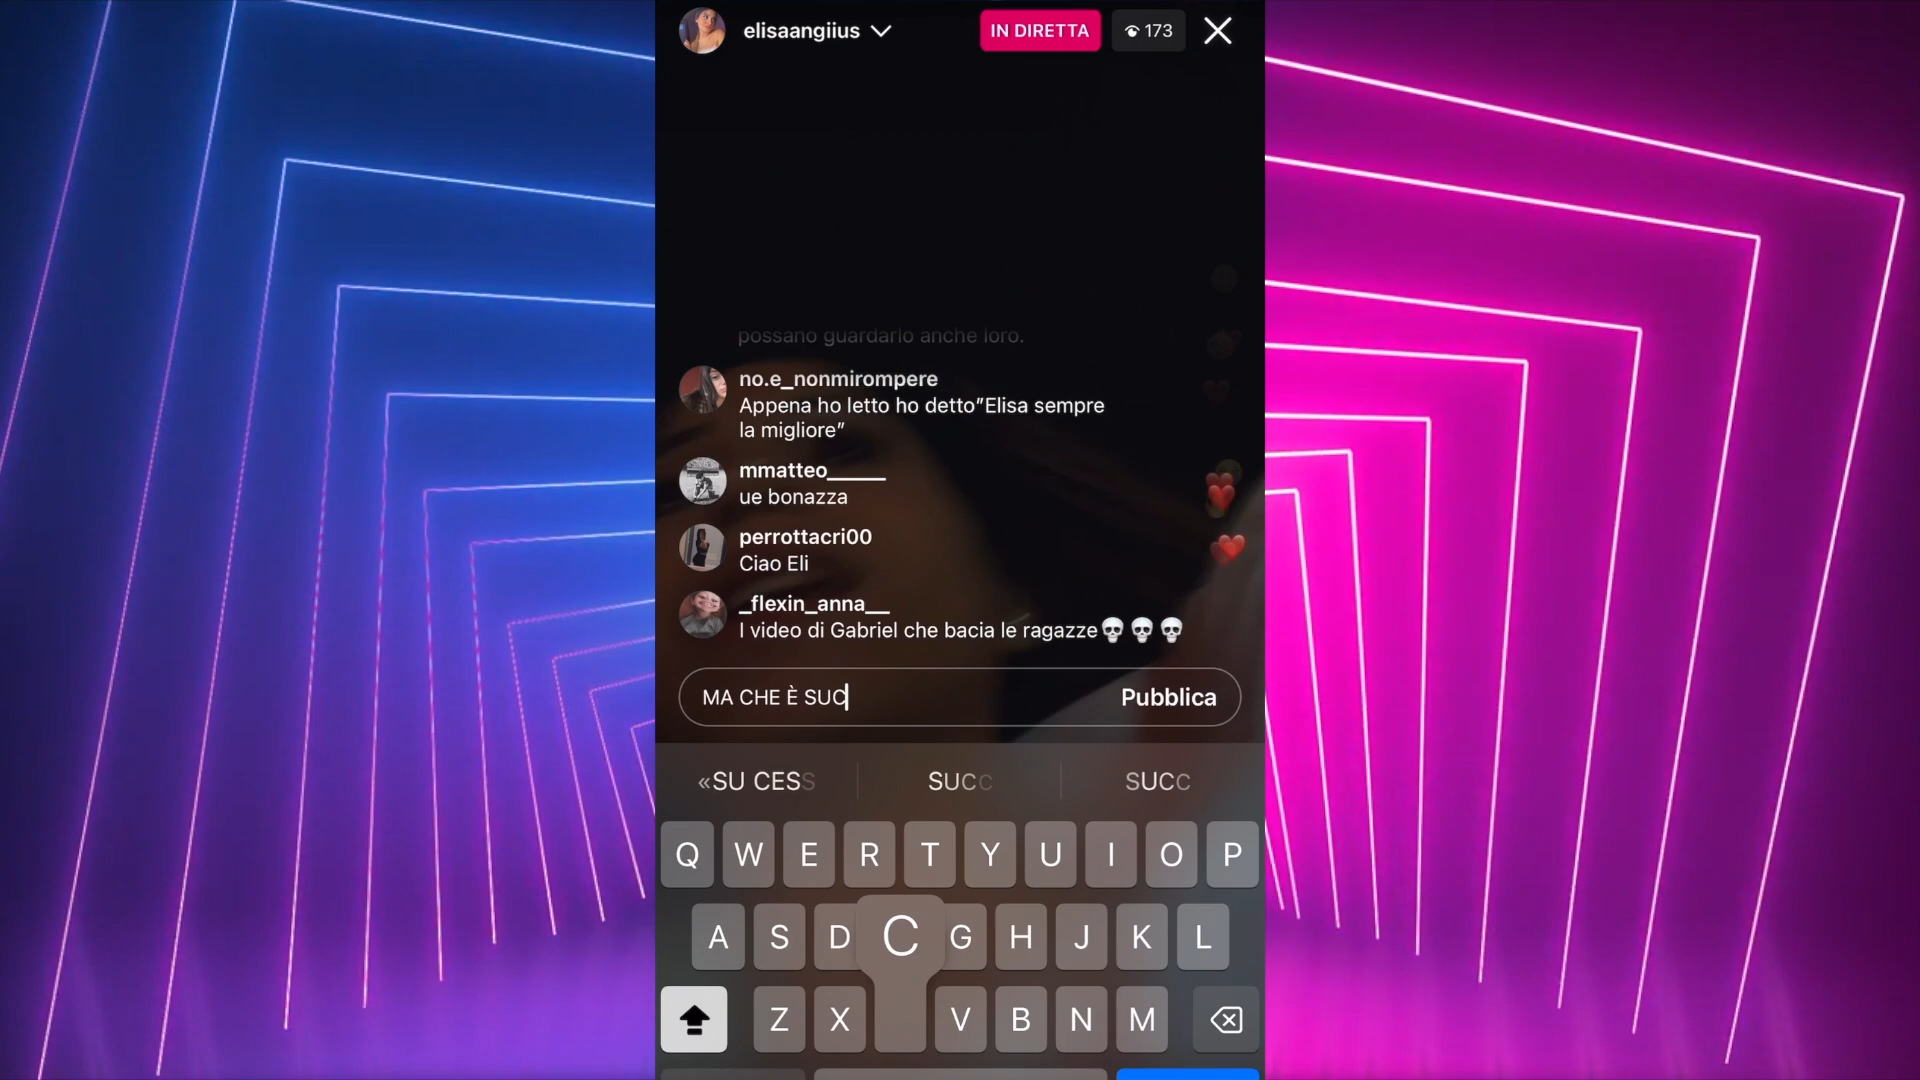 elisaangiius
IN DIRETTA
173
possano guardarlo anche loro.
no.e_nonmirompere
Appena ho letto ho detto"Elisa sempre
la migliore"
mmatteo______
ue bonazza
perrottacri00
Ciao Eli
_flexin_anna__
I video di Gabriel che bacia le ragazze💀💀💀
MA CHE È SUC
Pubblica
«SU CESS
SUCC
SUCC
Q W E R T Y U I O P
A S D C G H J K L
Z X V B N M